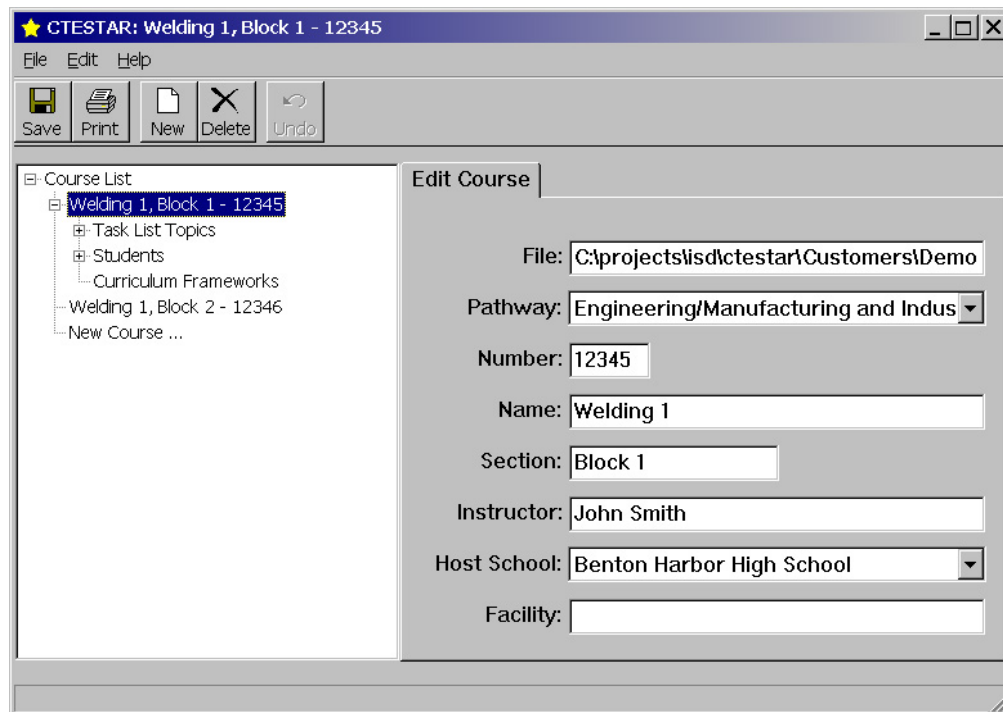 CTESTAR: Welding 1, Block 1 - 12345
File Edit Help
Save Print New Delete Undo
Course List
Welding 1, Block 1 - 12345
Task List Topics
Students
Curriculum Frameworks
Welding 1, Block 2 - 12346
New Course ...
Edit Course
File: C:\projects\isd\ctestar\Customers\Demo
Pathway: Engineering/Manufacturing and Indus
Number: 12345
Name: Welding 1
Section: Block 1
Instructor: John Smith
Host School: Benton Harbor High School
Facility: